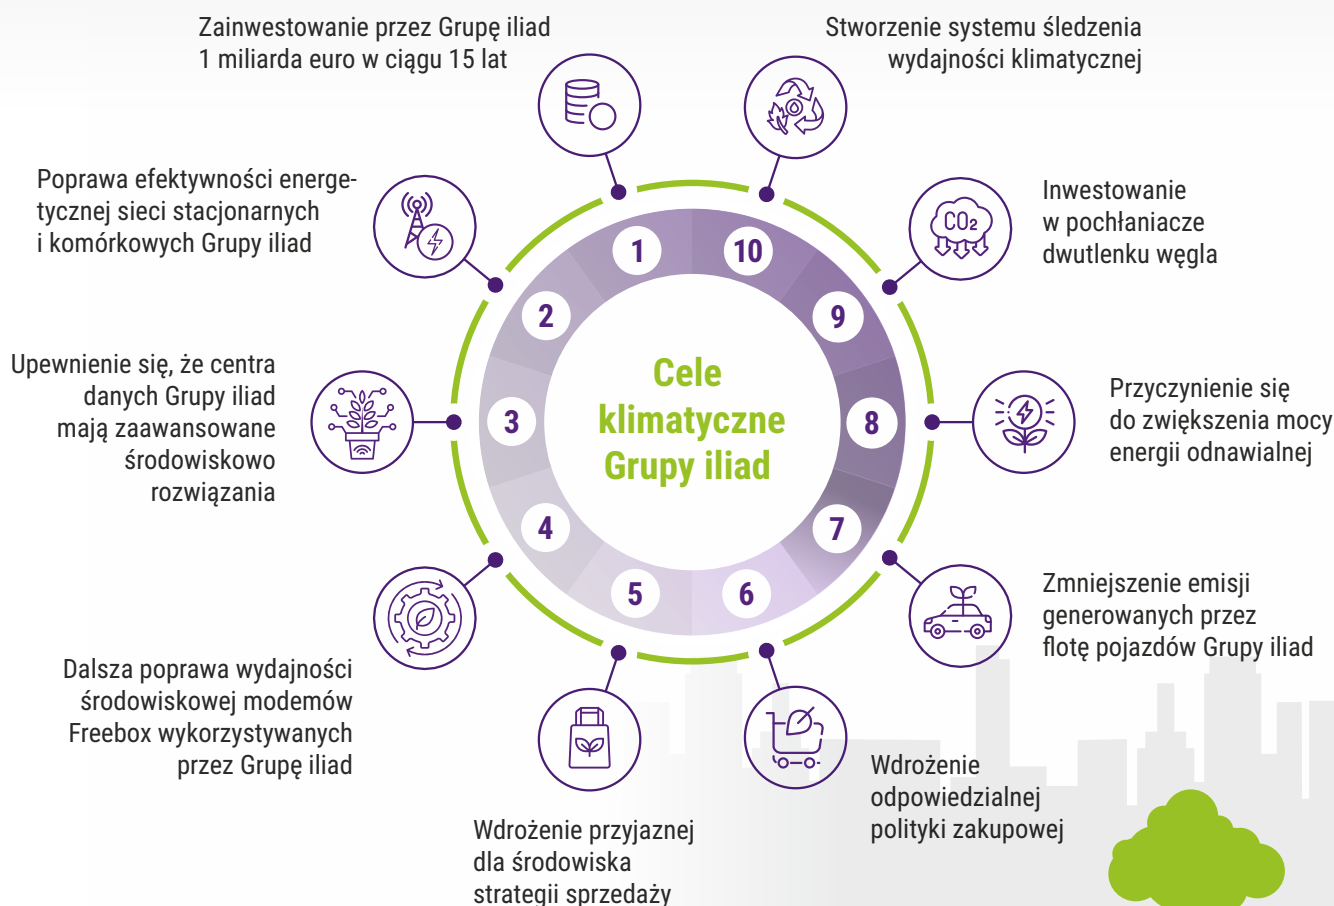 Zainwestowanie przez Grupę iliad
1 miliarda euro w ciągu 15 lat
Stworzenie systemu śledzenia
wydajności klimatycznej
Poprawa efektywności energe-
tycznej sieci stacjonarnych
i komórkowych Grupy iliad
Inwestowanie
w pochłaniacze
dwutlenku węgla
CO₂
1
10
2
9
Upewnienie się, że centra
danych Grupy iliad
mają zaawansowane
środowiskowo
rozwiązania
3
Cele
klimatyczne
Grupy iliad
8
Przyczynienie się
do zwiększenia mocy
energii odnawialnej
4
7
5
6
Dalsza poprawa wydajności
środowiskowej modemów
Freebox wykorzystywanych
przez Grupę iliad
Zmniejszenie emisji
generowanych przez
flotę pojazdów Grupy iliad
Wdrożenie przyjaznej
dla środowiska
strategii sprzedaży
Wdrożenie
odpowiedzialnej
polityki zakupowej